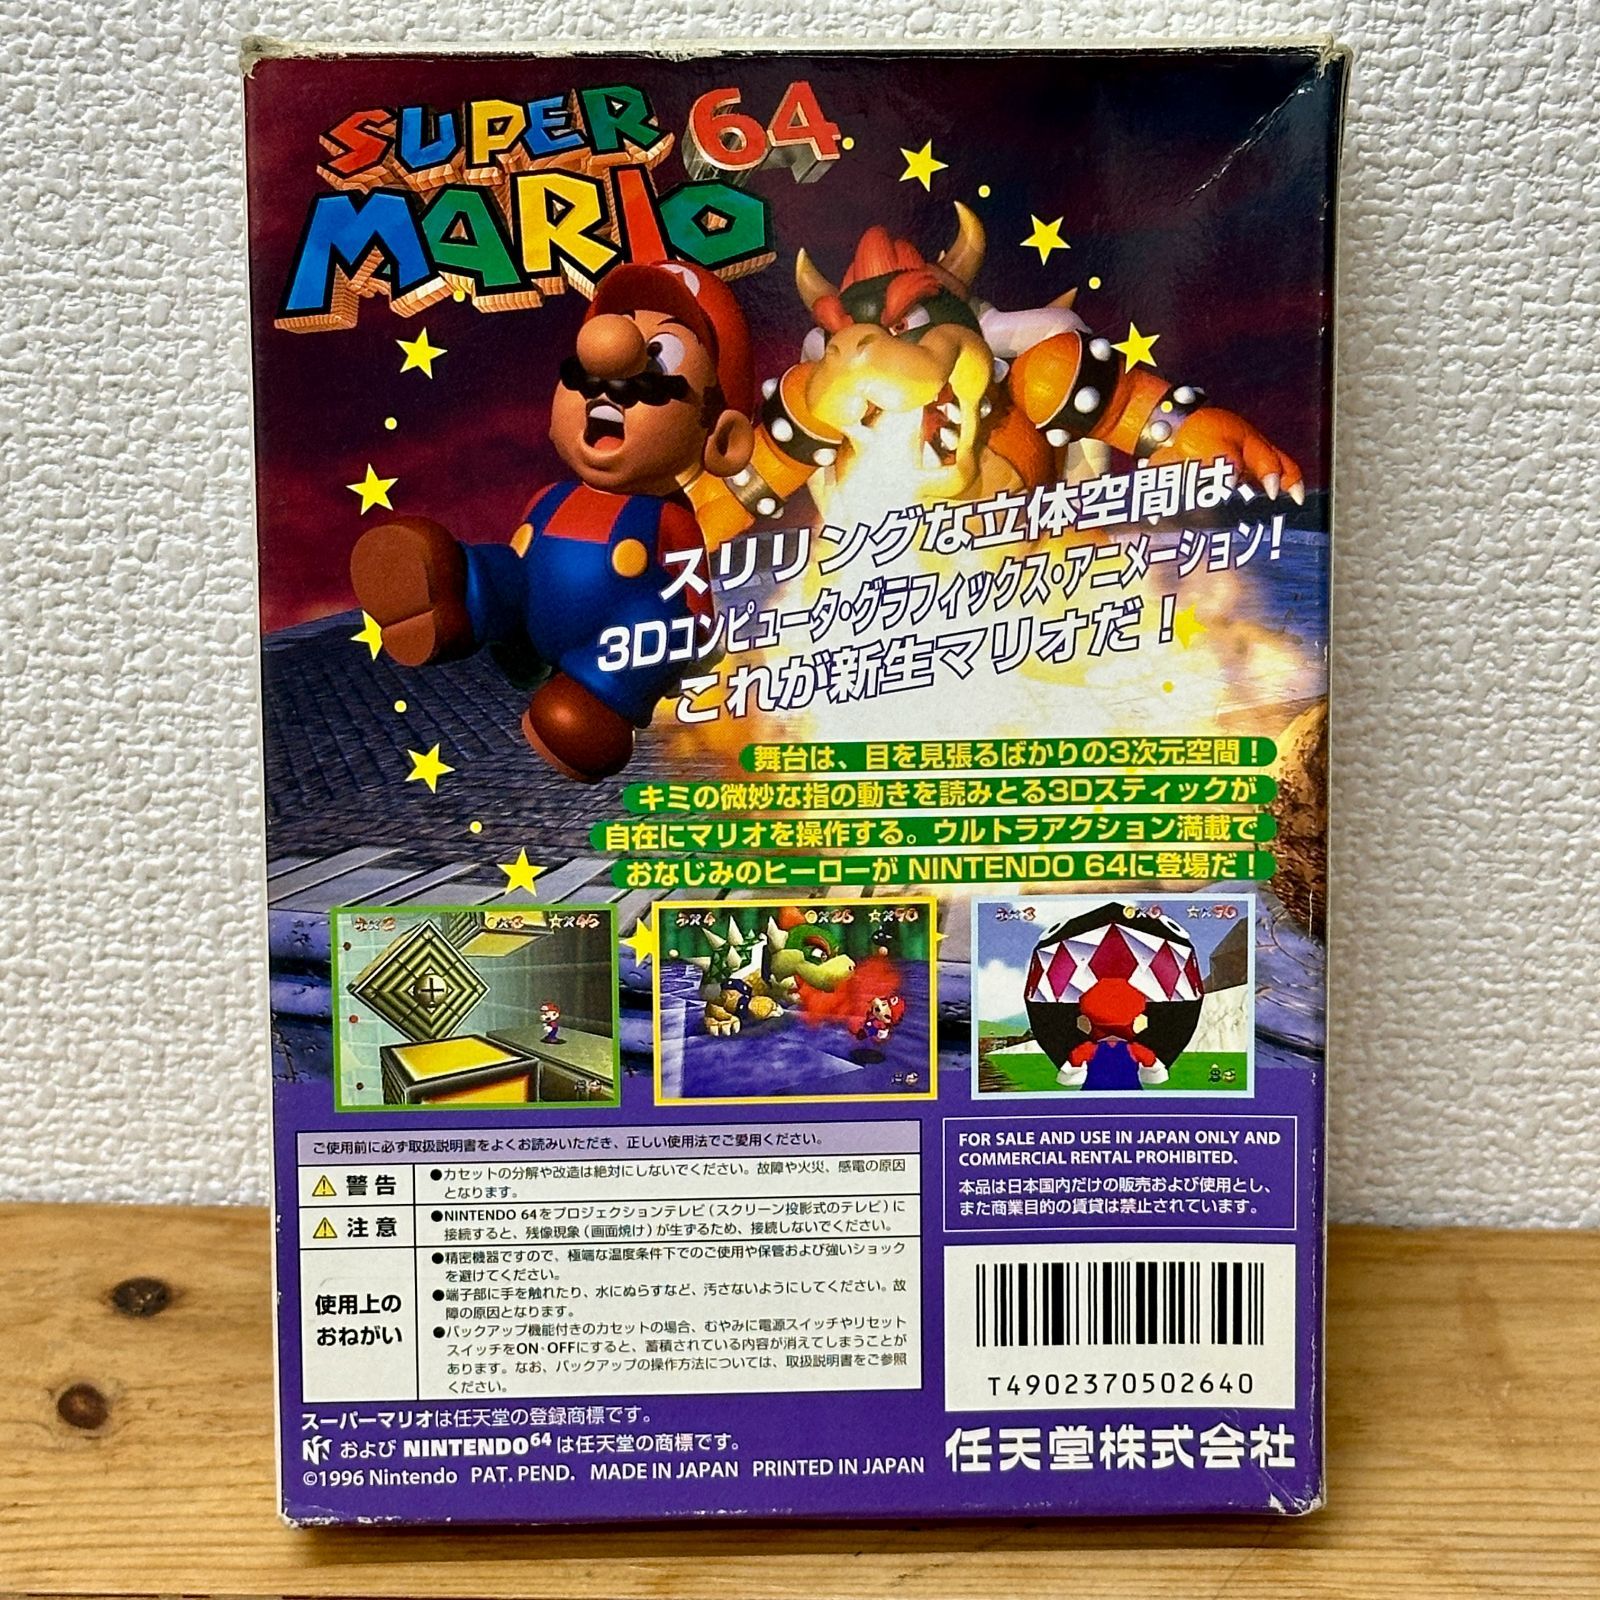 SUPER
MARIO 64
スリリングな立体空間は、
3Dコンピュータ・グラフィックス・アニメーション!
これが新生マリオだ!
舞台は、目を見張るばかりの3次元空間!
キミの微妙な指の動きを読みとる3Dスティックが
自在にマリオを操作する。ウルトラアクション満載で
おなじみのヒーローが NINTENDO 64に登場だ!
×8 ×45
×4 ×26 ×90
×3 ×6 ×50
ご使用前に必ず取扱説明書をよくお読みいただき、正しい使用法でご愛用ください。
警告
●カセットの分解や改造は絶対にしないでください。故障や火災、感電の原因
となります。
注意
●NINTENDO 64をプロジェクションテレビ(スクリーン投影式のテレビ)に
接続すると、残像現象(画面焼け)が生ずるため、接続しないでください。
使用上の
おねがい
●精密機器ですので、極端な温度条件下でのご使用や保管および強いショック
を避けてください。
●端子部に手を触れたり、水にぬらすなど、汚さないようにしてください。故
障の原因となります。
●バックアップ機能付きのカセットの場合、むやみに電源スイッチやリセット
スイッチをON・OFFにすると、蓄積されている内容が消えてしまうことが
あります。なお、バックアップの操作方法については、取扱説明書をご参照
ください。
スーパーマリオは任天堂の登録商標です。
および NINTENDO64 は任天堂の商標です。
©1996 Nintendo PAT. PEND. MADE IN JAPAN PRINTED IN JAPAN
FOR SALE AND USE IN JAPAN ONLY AND
COMMERCIAL RENTAL PROHIBITED.
本品は日本国内だけの販売および使用とし、
また商業目的の賃貸は禁止されています。
T4902370502640
任天堂株式会社